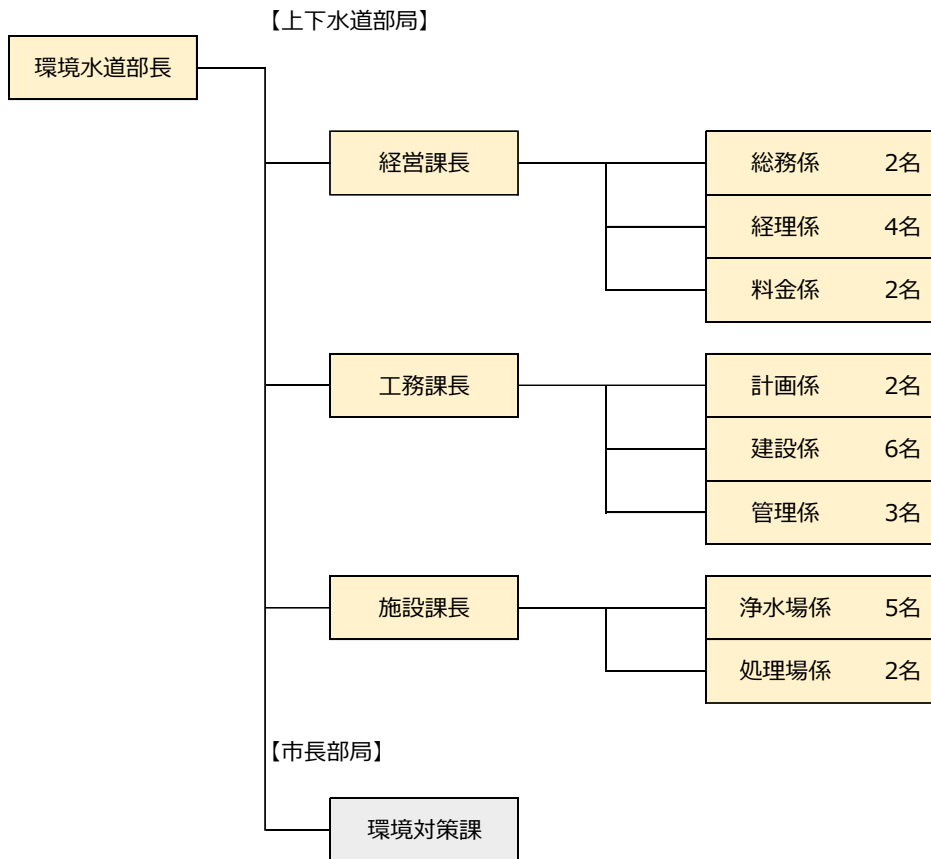 【上下水道部局】
環境水道部長
経営課長
総務係 2名
経理係 4名
料金係 2名
工務課長
計画係 2名
建設係 6名
管理係 3名
施設課長
浄水場係 5名
処理場係 2名
【市長部局】
環境対策課